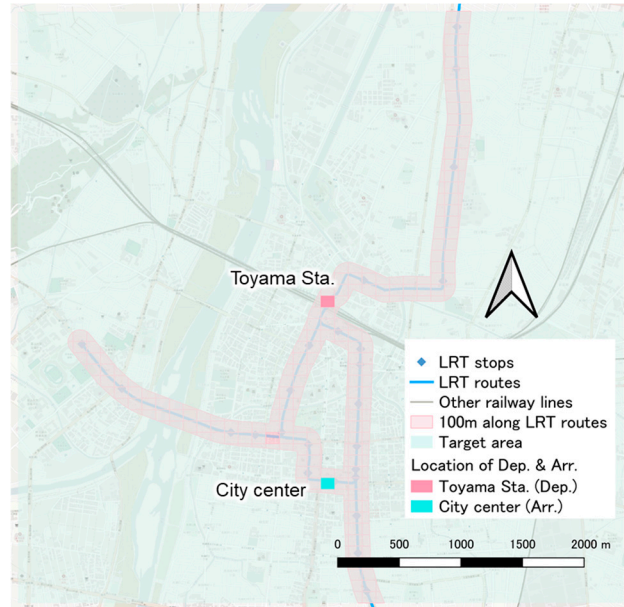 Toyama Sta.
City center
LRT stops
LRT routes
Other railway lines
100m along LRT routes
Target area
Location of Dep. & Arr.
Toyama Sta. (Dep.)
City center (Arr.)
0 500 1000 1500 2000 m